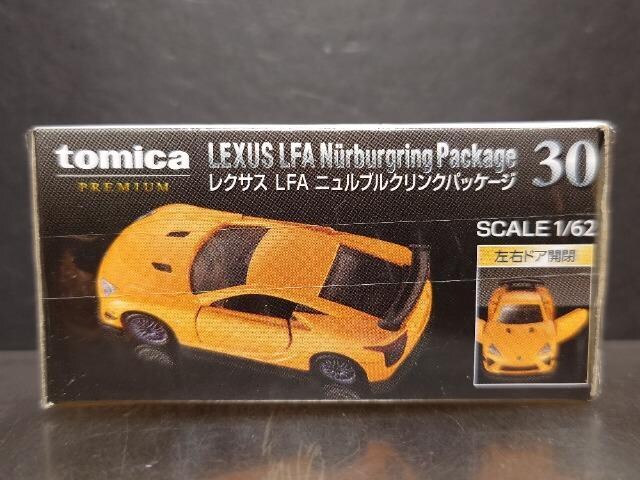 tomica
PREMIUM
LEXUS LFA Nürburgring Package
レクサス LFA ニュルブルクリンクパッケージ
30
SCALE 1/62
左右ドア開閉